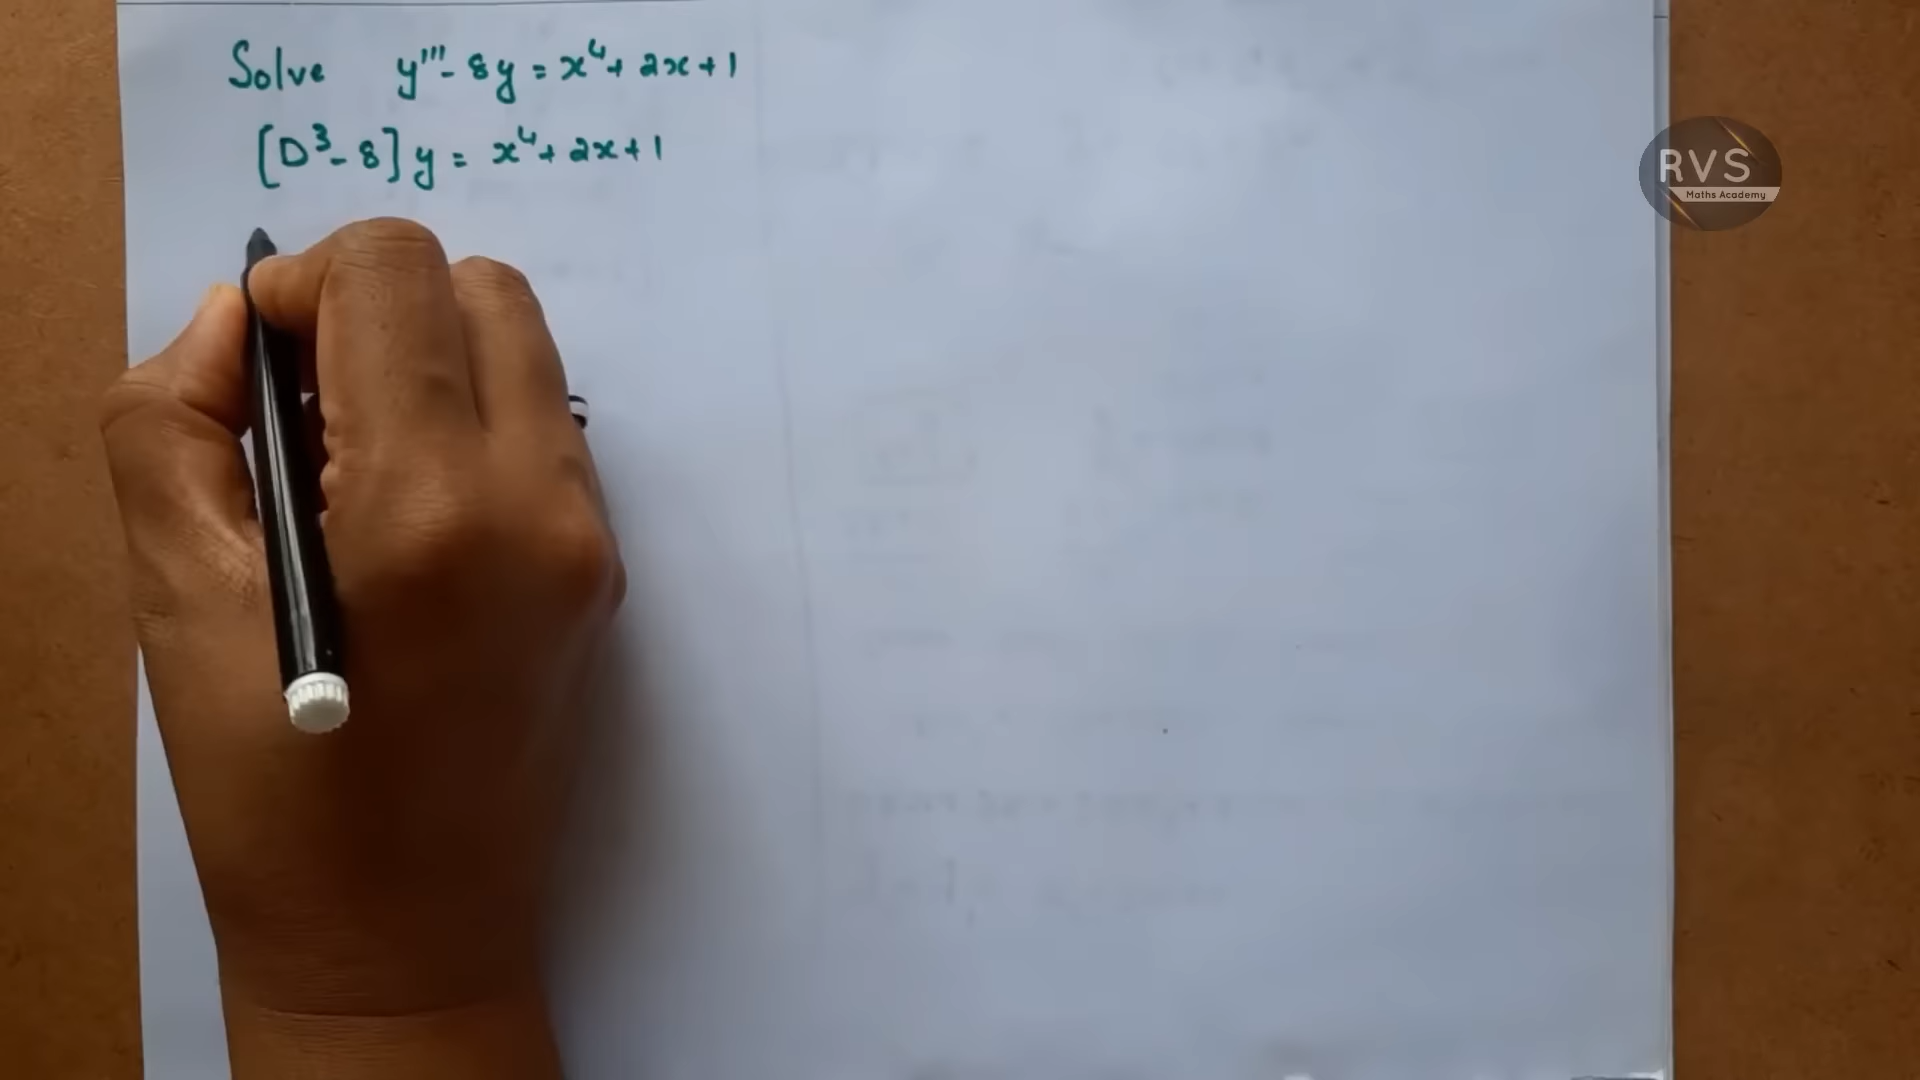 Solve y''' - 8y = x⁴ + 2x + 1
[D³ - 8] y = x⁴ + 2x + 1
RVS
Maths Academy